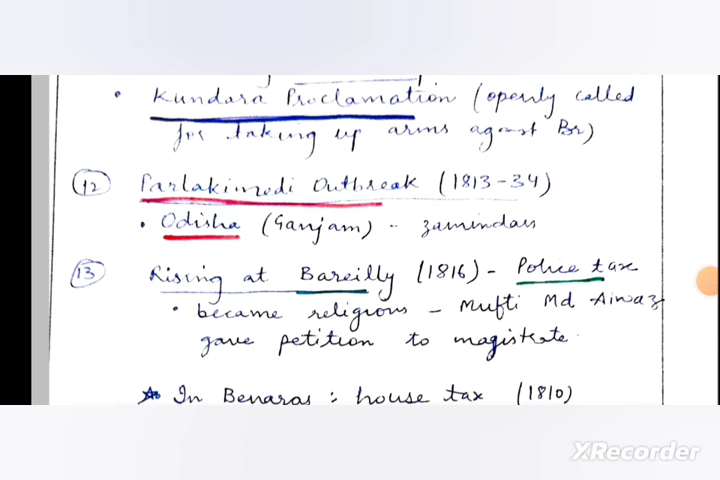 • Kundara Proclamation (openly called
for taking up arms against Br)
12 Parlakimedi Outbreak (1813-34)
• Odisha (Ganjam) - zamindars
13 Rising at Bareilly (1816) - Police tax
• became religious - Mufti Md Aiwaz
gave petition to magistrate.
In Benaras : house tax (1810)
XRecorder